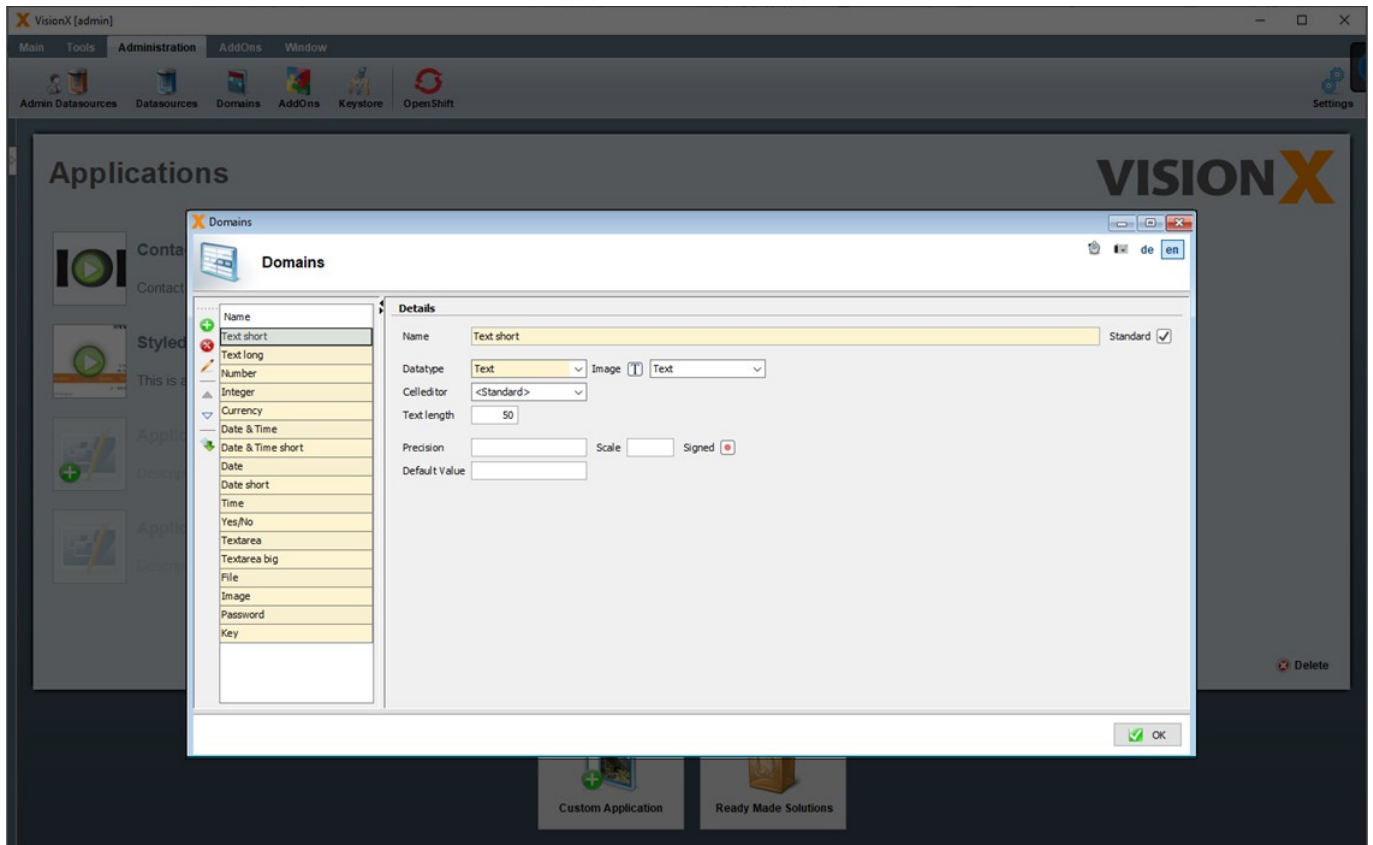 VisionX [admin]
Main Tools Administration AddOns Window
Admin Datasources Datasources Domains AddOns Keystore OpenShift Settings
Applications
VISIONX
Conta
Contact
Styled
This is a
Applic
Descrip
Applic
Descrip
Domains
Domains
de en
Name
Text short
Text long
Number
Integer
Currency
Date & Time
Date & Time short
Date
Date short
Time
Yes/No
Textarea
Textarea big
File
Image
Password
Key
Details
Name Text short Standard
Datatype Text Image T Text
Celleditor <Standard>
Text length 50
Precision Scale Signed
Default Value
Delete
OK
Custom Application Ready Made Solutions